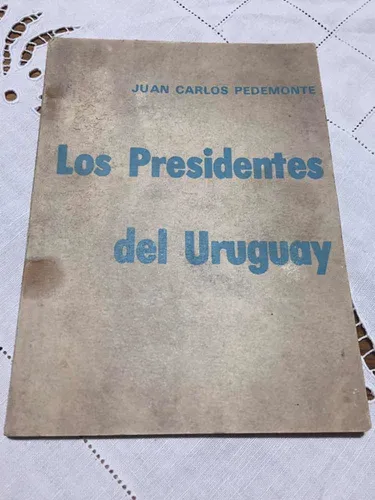 JUAN CARLOS PEDEMONTE
Los Presidentes
del Uruguay